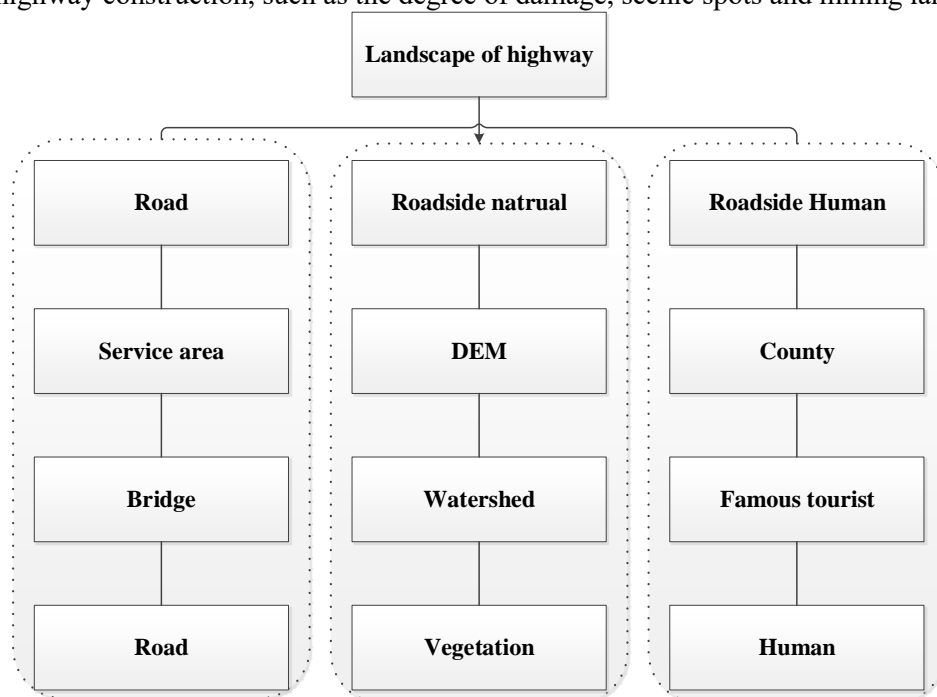 highway construction, such as the degree of damage, scenic spots and mining
Landscape of highway
Road
Roadside natrual
Roadside Human
Service area
DEM
County
Bridge
Watershed
Famous tourist
Road
Vegetation
Human